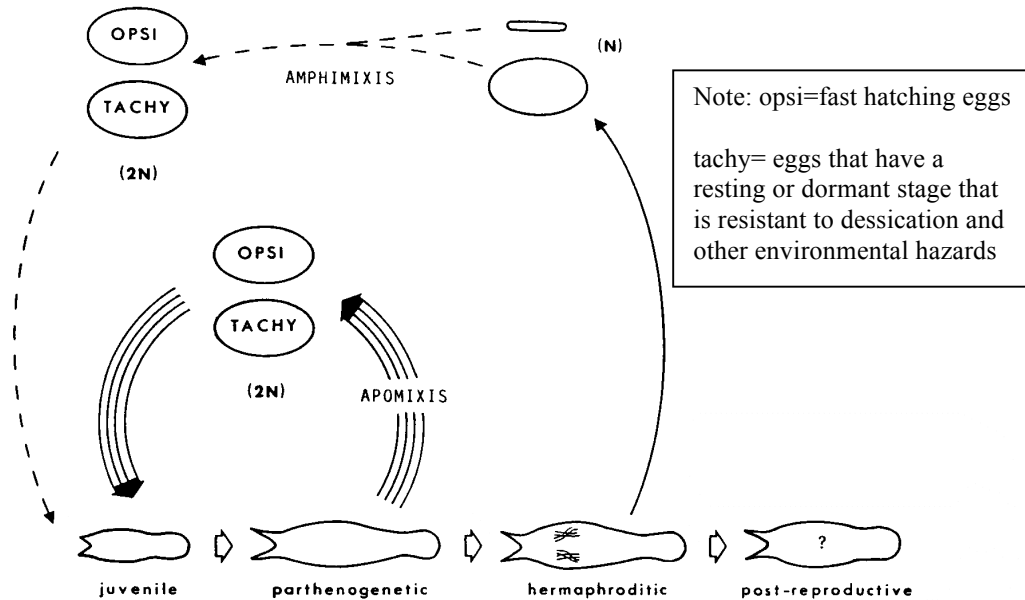 OPSI
TACHY
(2N)
AMPHIMIXIS
(N)
Note: opsi=fast hatching eggs
tachy= eggs that have a
resting or dormant stage that
is resistant to dessication and
other environmental hazards
OPSI
TACHY
(2N)
APOMIXIS
?
juvenile
parthenogenetic
hermaphroditic
post-reproductive